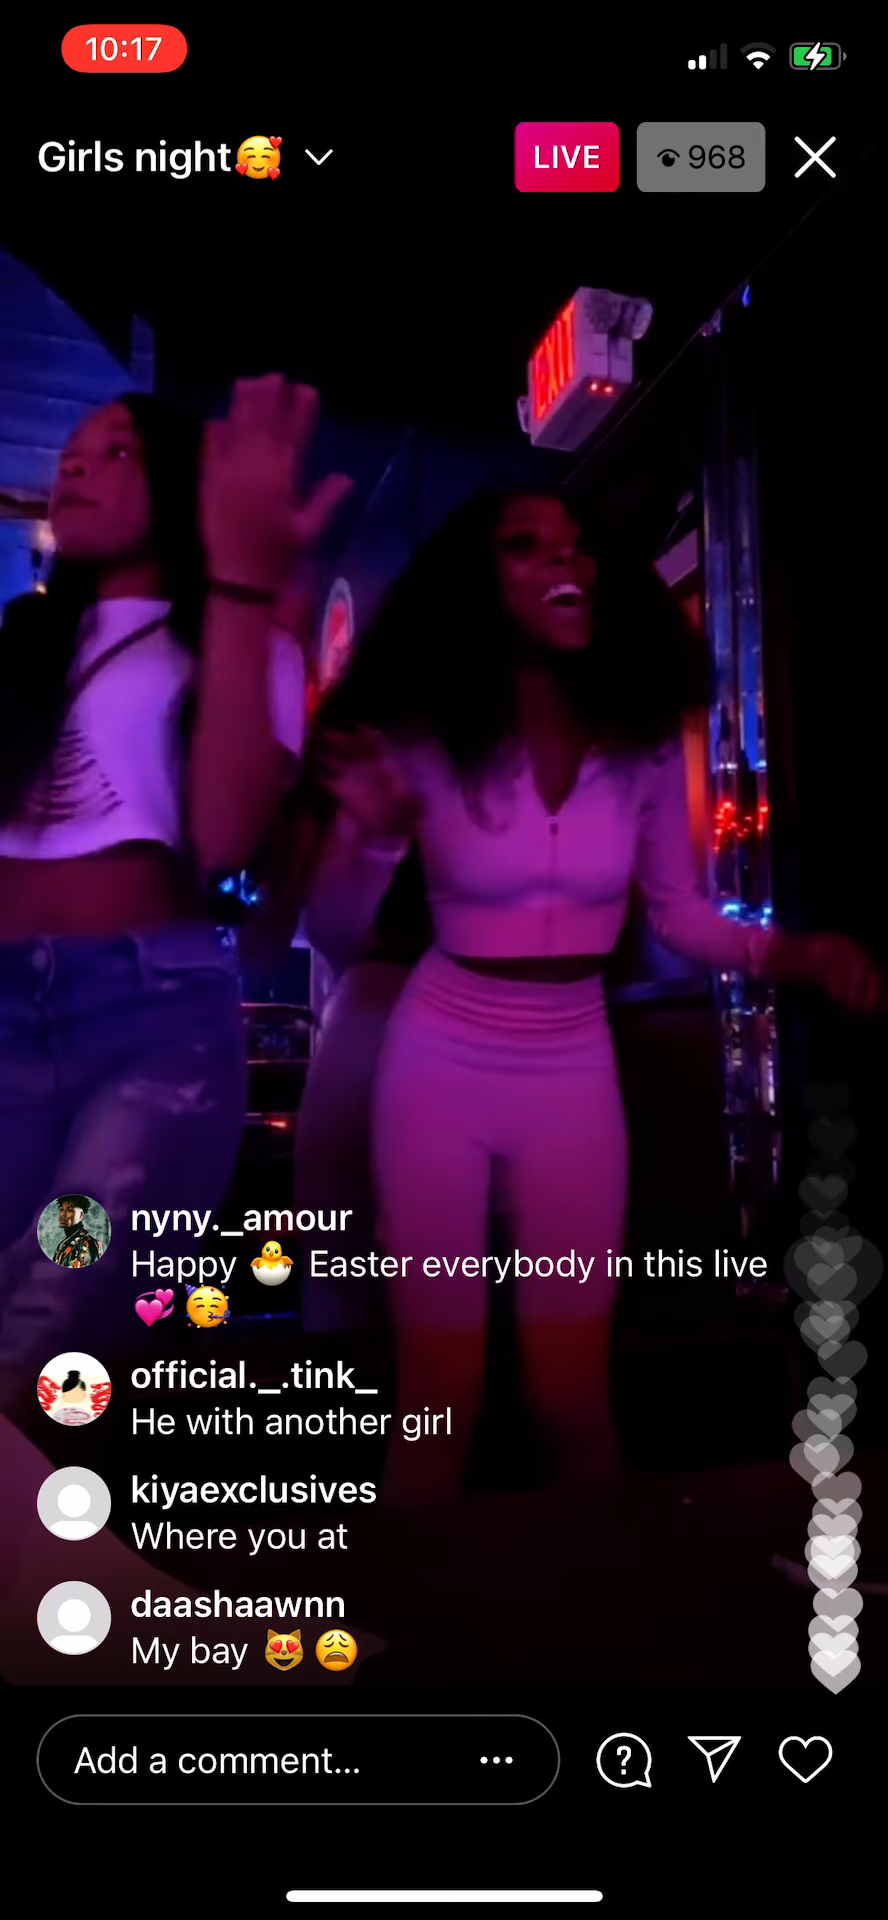 10:17
Girls night🥰
LIVE
968
EXIT
nyny._amour
Happy 🐣 Easter everybody in this live
💞🥳
official._.tink_
He with another girl
kiyaexclusives
Where you at
daashaawnn
My bay 😻😩
Add a comment...